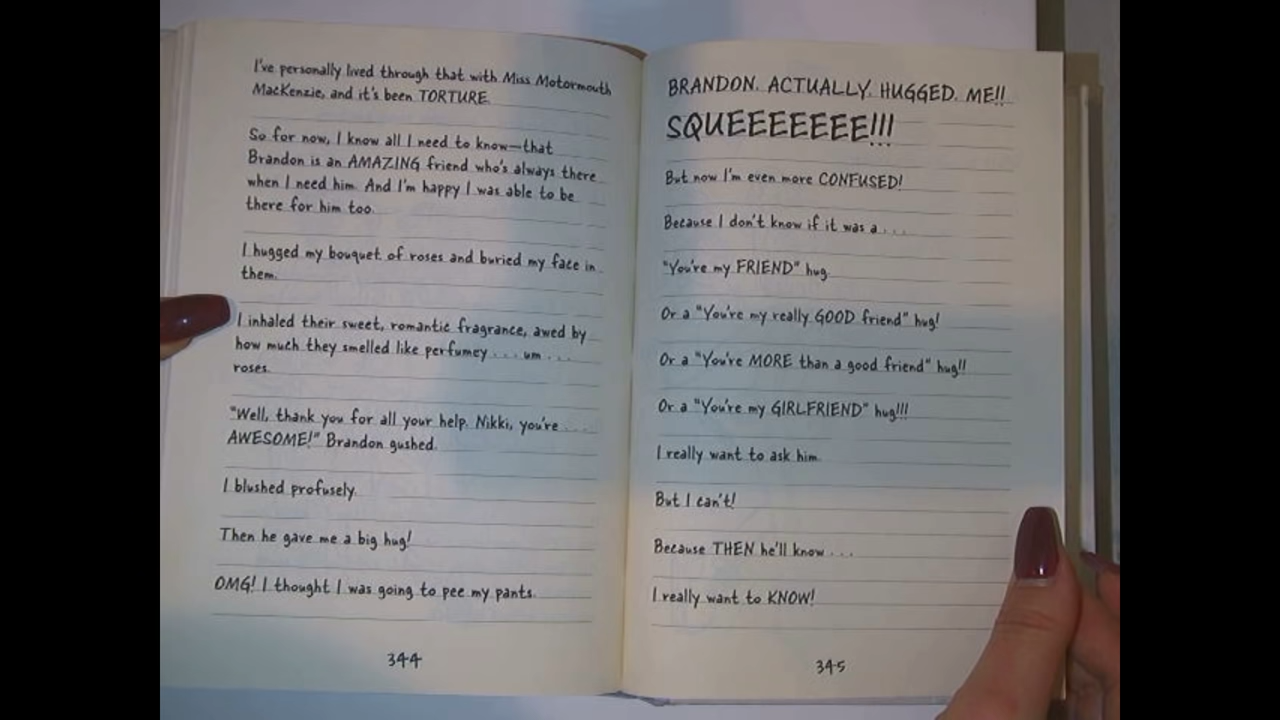 I've personally lived through that with Miss Motormouth
MacKenzie, and it's been TORTURE.
So for now, I know all I need to know—that
Brandon is an AMAZING friend who's always there
when I need him. And I'm happy I was able to be
there for him too.
I hugged my bouquet of roses and buried my face in
them.
I inhaled their sweet, romantic fragrance, awed by
how much they smelled like perfumey . . . um . . .
roses.
"Well, thank you for all your help. Nikki, you're . . .
AWESOME!" Brandon gushed.
I blushed profusely.
Then he gave me a big hug!
OMG! I thought I was going to pee my pants.
344
BRANDON. ACTUALLY. HUGGED. ME!!
SQUEEEEEEEE!!!
But now I'm even more CONFUSED!
Because I don't know if it was a . . .
"You're my FRIEND" hug.
Or a "You're my really GOOD friend" hug!
Or a "You're MORE than a good friend" hug!!
Or a "You're my GIRLFRIEND" hug!!!
I really want to ask him.
But I can't!
Because THEN he'll know . . .
I really want to KNOW!
345